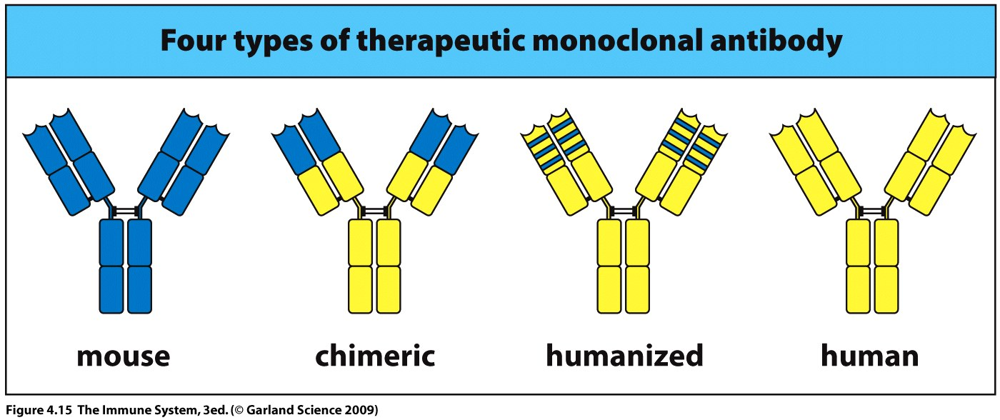 Four types of therapeutic monoclonal antibody
mouse
chimeric
humanized
human
Figure 4.15 The Immune System, 3ed. (© Garland Science 2009)